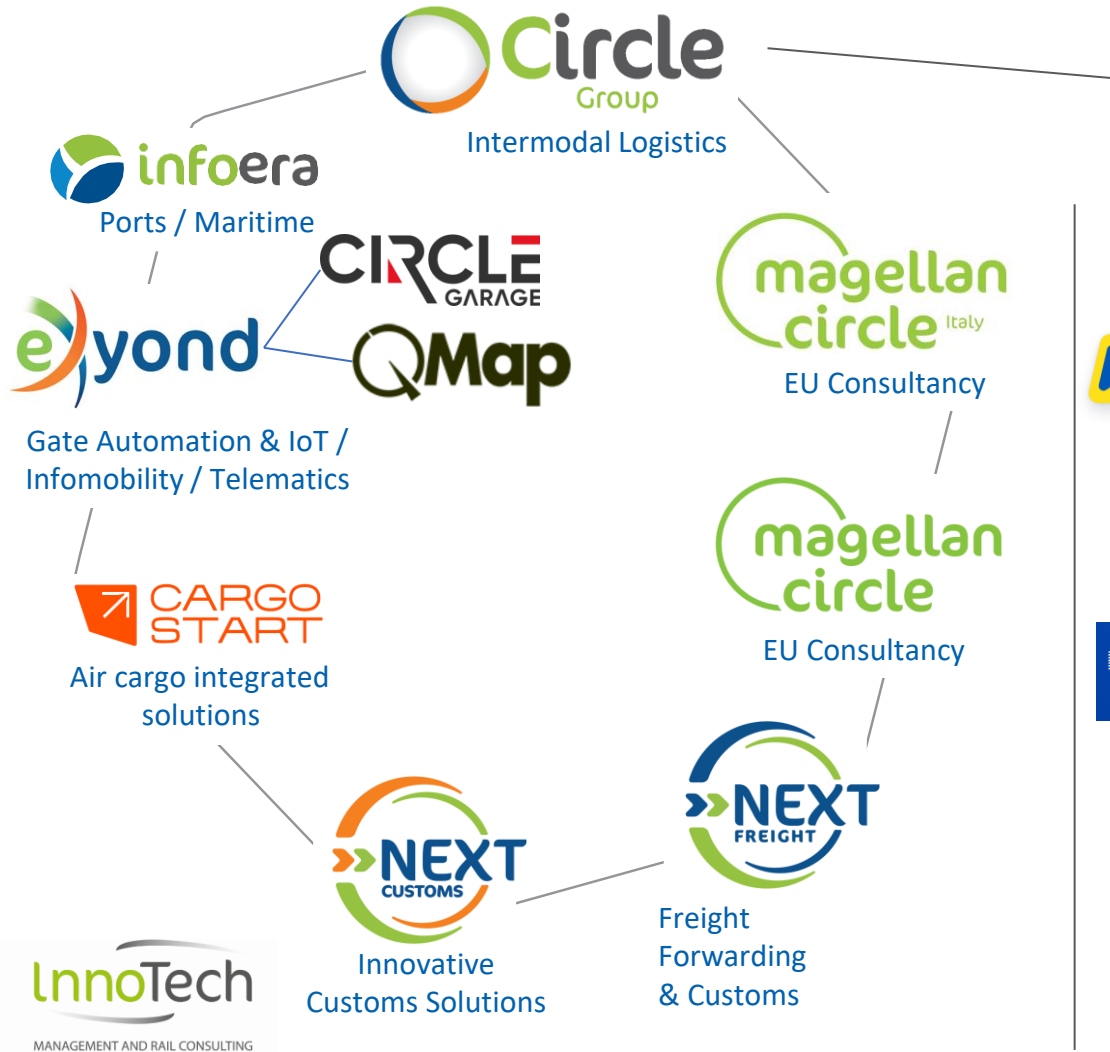 Circle
Group
Intermodal Logistics
infoera
Ports / Maritime
CIRCLE
GARAGE
eyond
QMap
Gate Automation & IoT /
Infomobility / Telematics
magellan
circle Italy
EU Consultancy
magellan
circle
EU Consultancy
CARGO
START
Air cargo integrated
solutions
NEXT
CUSTOMS
Innovative
Customs Solutions
NEXT
FREIGHT
Freight
Forwarding
& Customs
InnoTech
MANAGEMENT AND RAIL CONSULTING